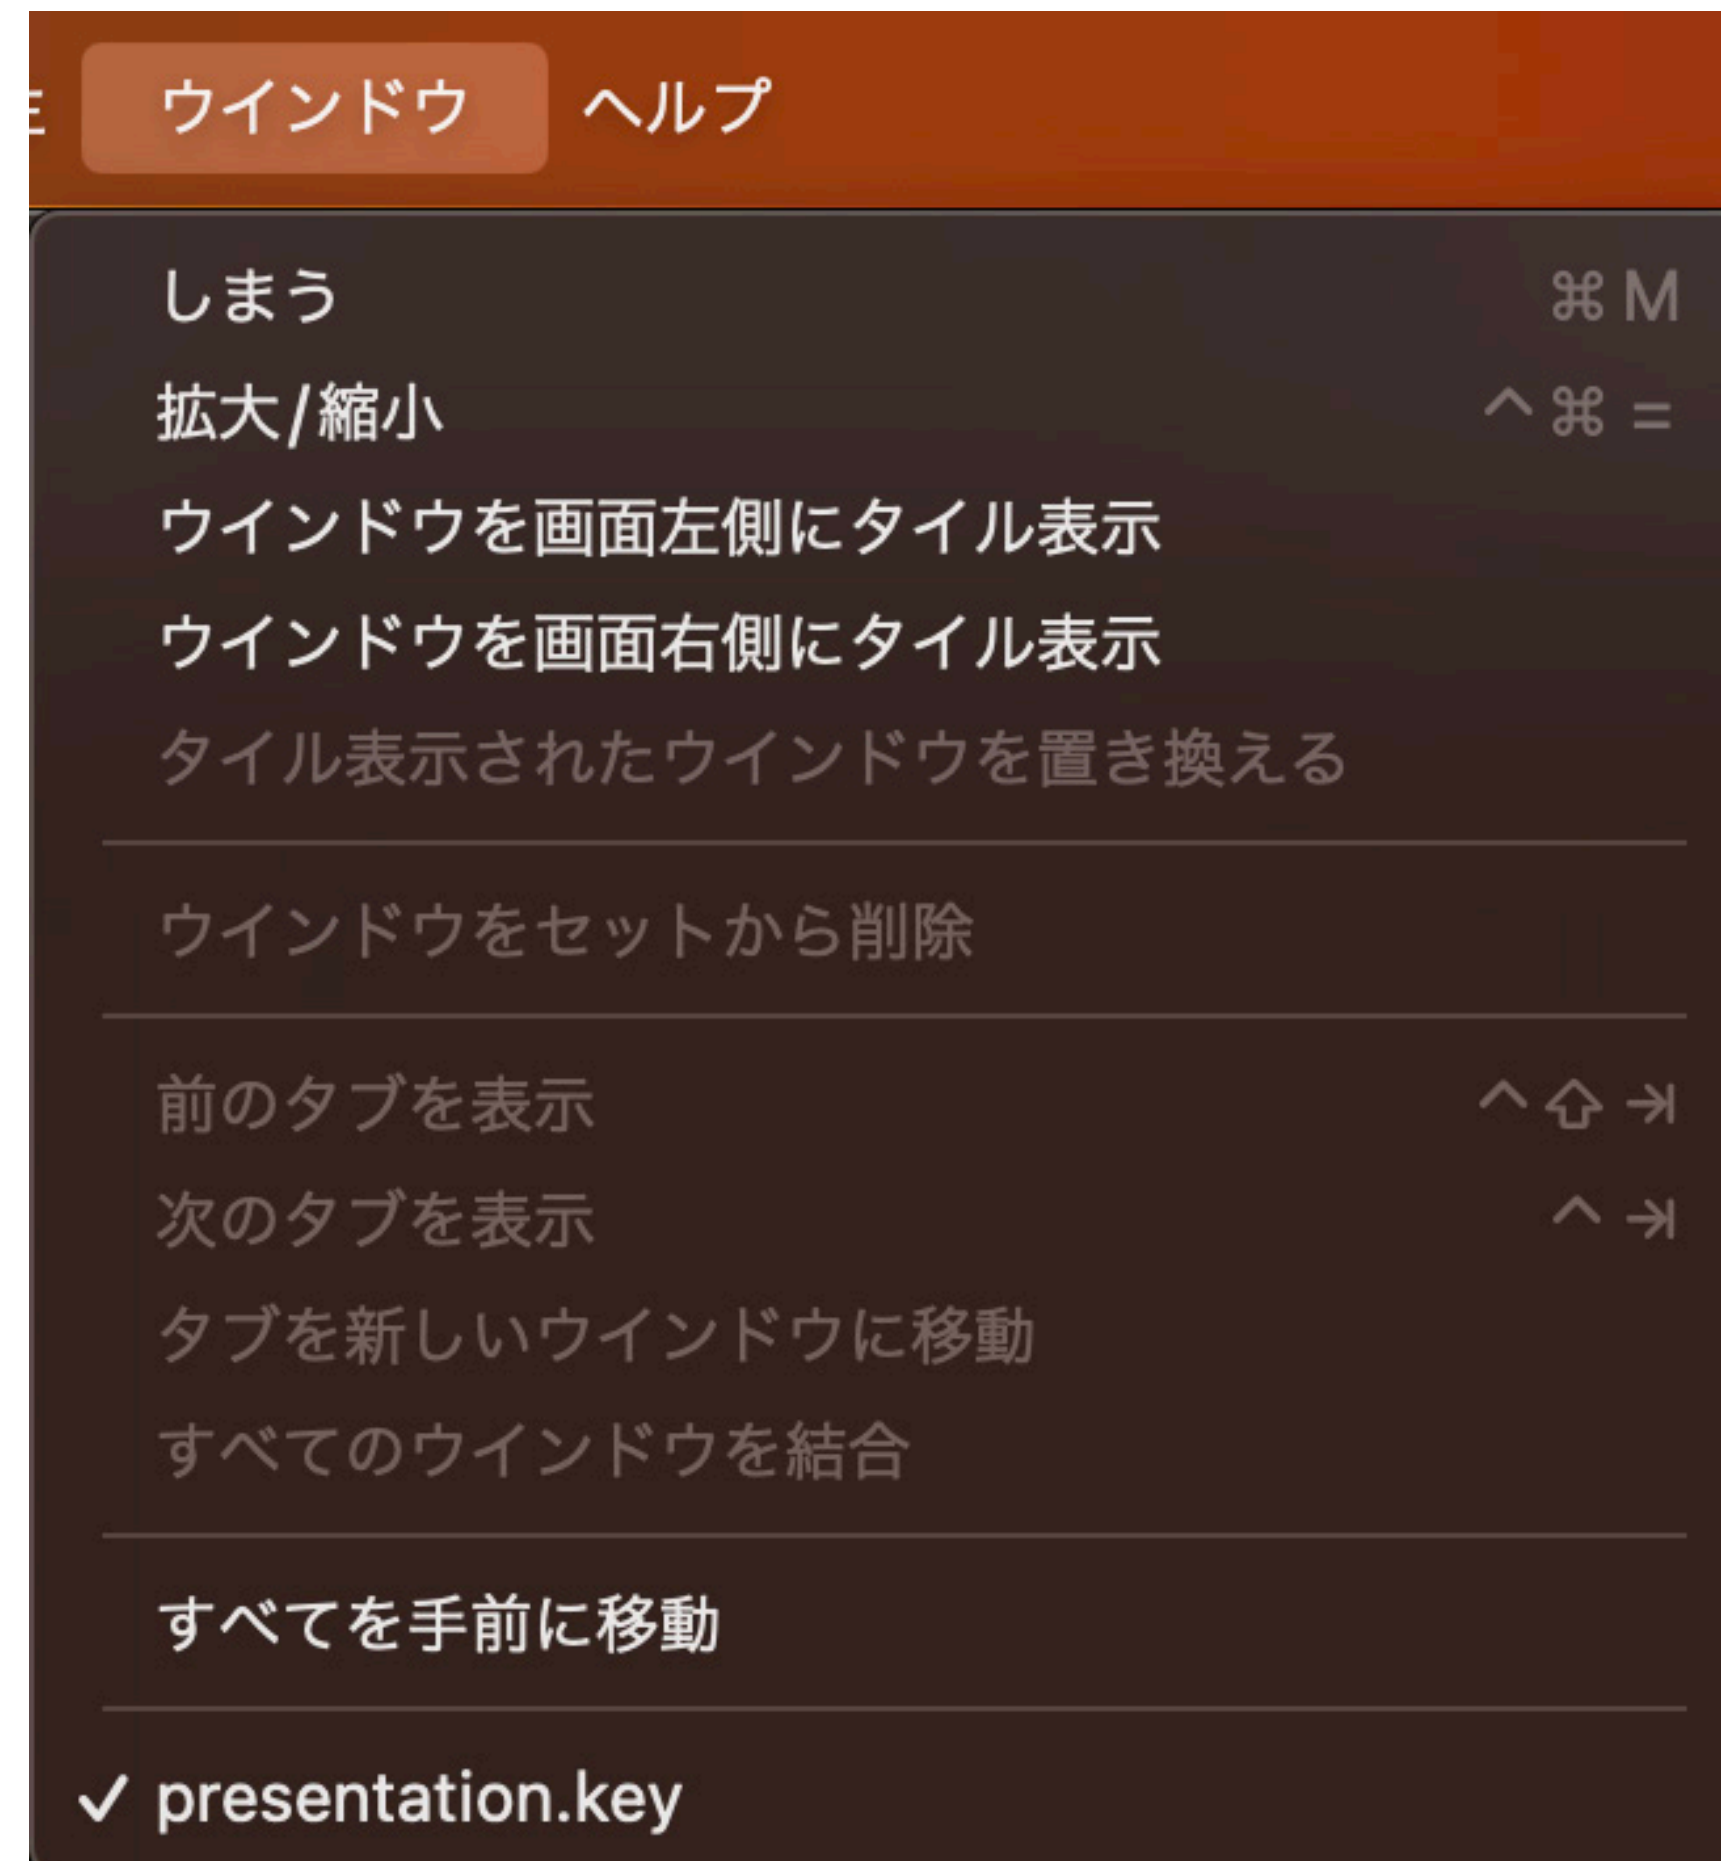 ウインドウ ヘルプ
しまう ⌘M
拡大/縮小 ^⌘=
ウインドウを画面左側にタイル表示
ウインドウを画面右側にタイル表示
タイル表示されたウインドウを置き換える
ウインドウをセットから削除
前のタブを表示 ^⇧⇥
次のタブを表示 ^⇥
タブを新しいウインドウに移動
すべてのウインドウを結合
すべてを手前に移動
✓ presentation.key